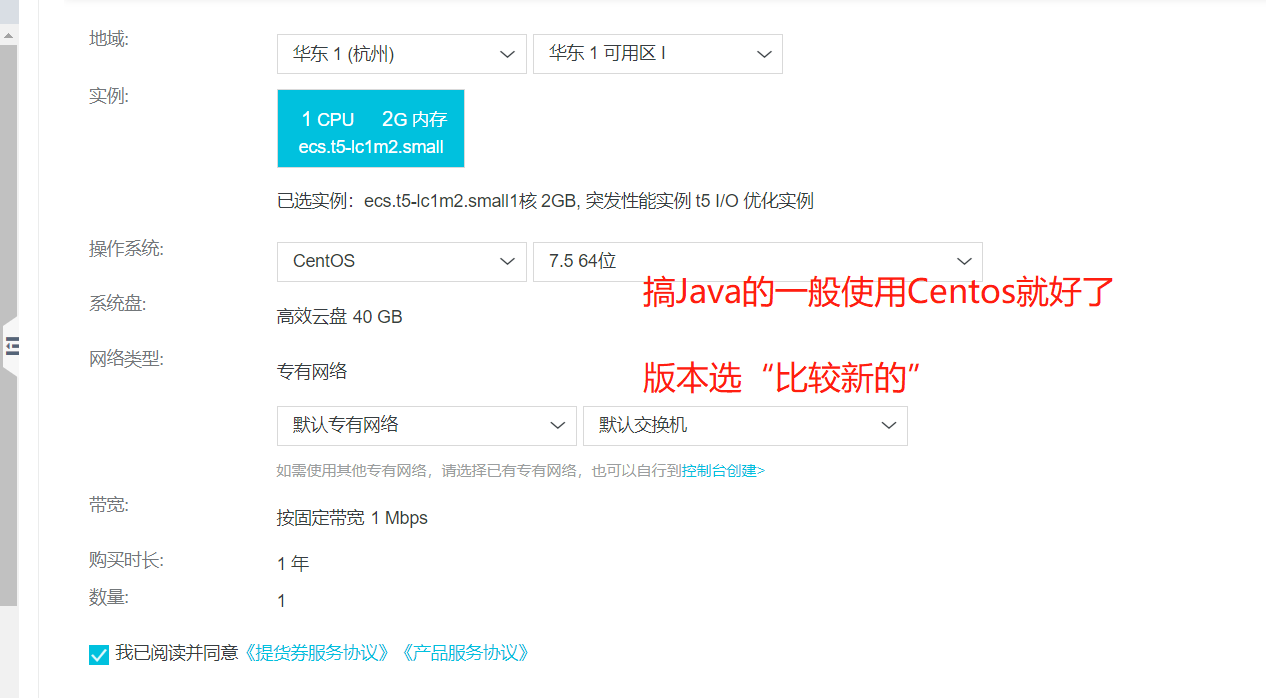 地域:
华东 1 (杭州) 华东 1 可用区 I
实例:
1 CPU 2G 内存
ecs.t5-lc1m2.small
已选实例：ecs.t5-lc1m2.small1核 2GB, 突发性能实例 t5 I/O 优化实例
操作系统:
CentOS 7.5 64位
搞Java的一般使用Centos就好了
系统盘:
高效云盘 40 GB
网络类型:
专有网络
版本选“比较新的”
默认专有网络 默认交换机
如需使用其他专有网络，请选择已有专有网络，也可以自行到控制台创建>
带宽:
按固定带宽 1 Mbps
购买时长:
1 年
数量:
1
我已阅读并同意《提货券服务协议》《产品服务协议》